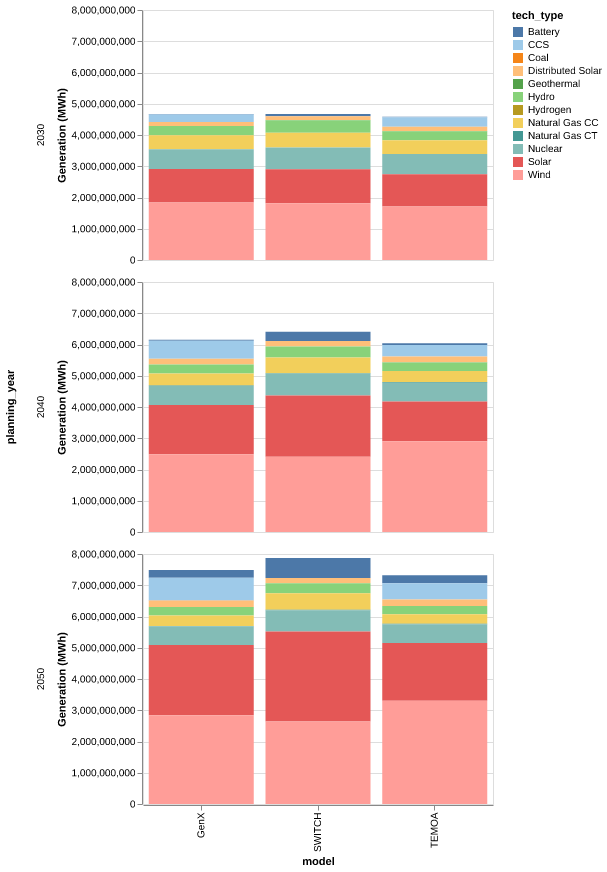 tech_type
Battery
CCS
Coal
Distributed Solar
Geothermal
Hydro
Hydrogen
Natural Gas CC
Natural Gas CT
Nuclear
Solar
Wind
planning_year
2030
Generation (MWh)
8,000,000,000
7,000,000,000
6,000,000,000
5,000,000,000
4,000,000,000
3,000,000,000
2,000,000,000
1,000,000,000
0
2040
Generation (MWh)
8,000,000,000
7,000,000,000
6,000,000,000
5,000,000,000
4,000,000,000
3,000,000,000
2,000,000,000
1,000,000,000
0
2050
Generation (MWh)
8,000,000,000
7,000,000,000
6,000,000,000
5,000,000,000
4,000,000,000
3,000,000,000
2,000,000,000
1,000,000,000
0
GenX
SWITCH
TEMOA
model